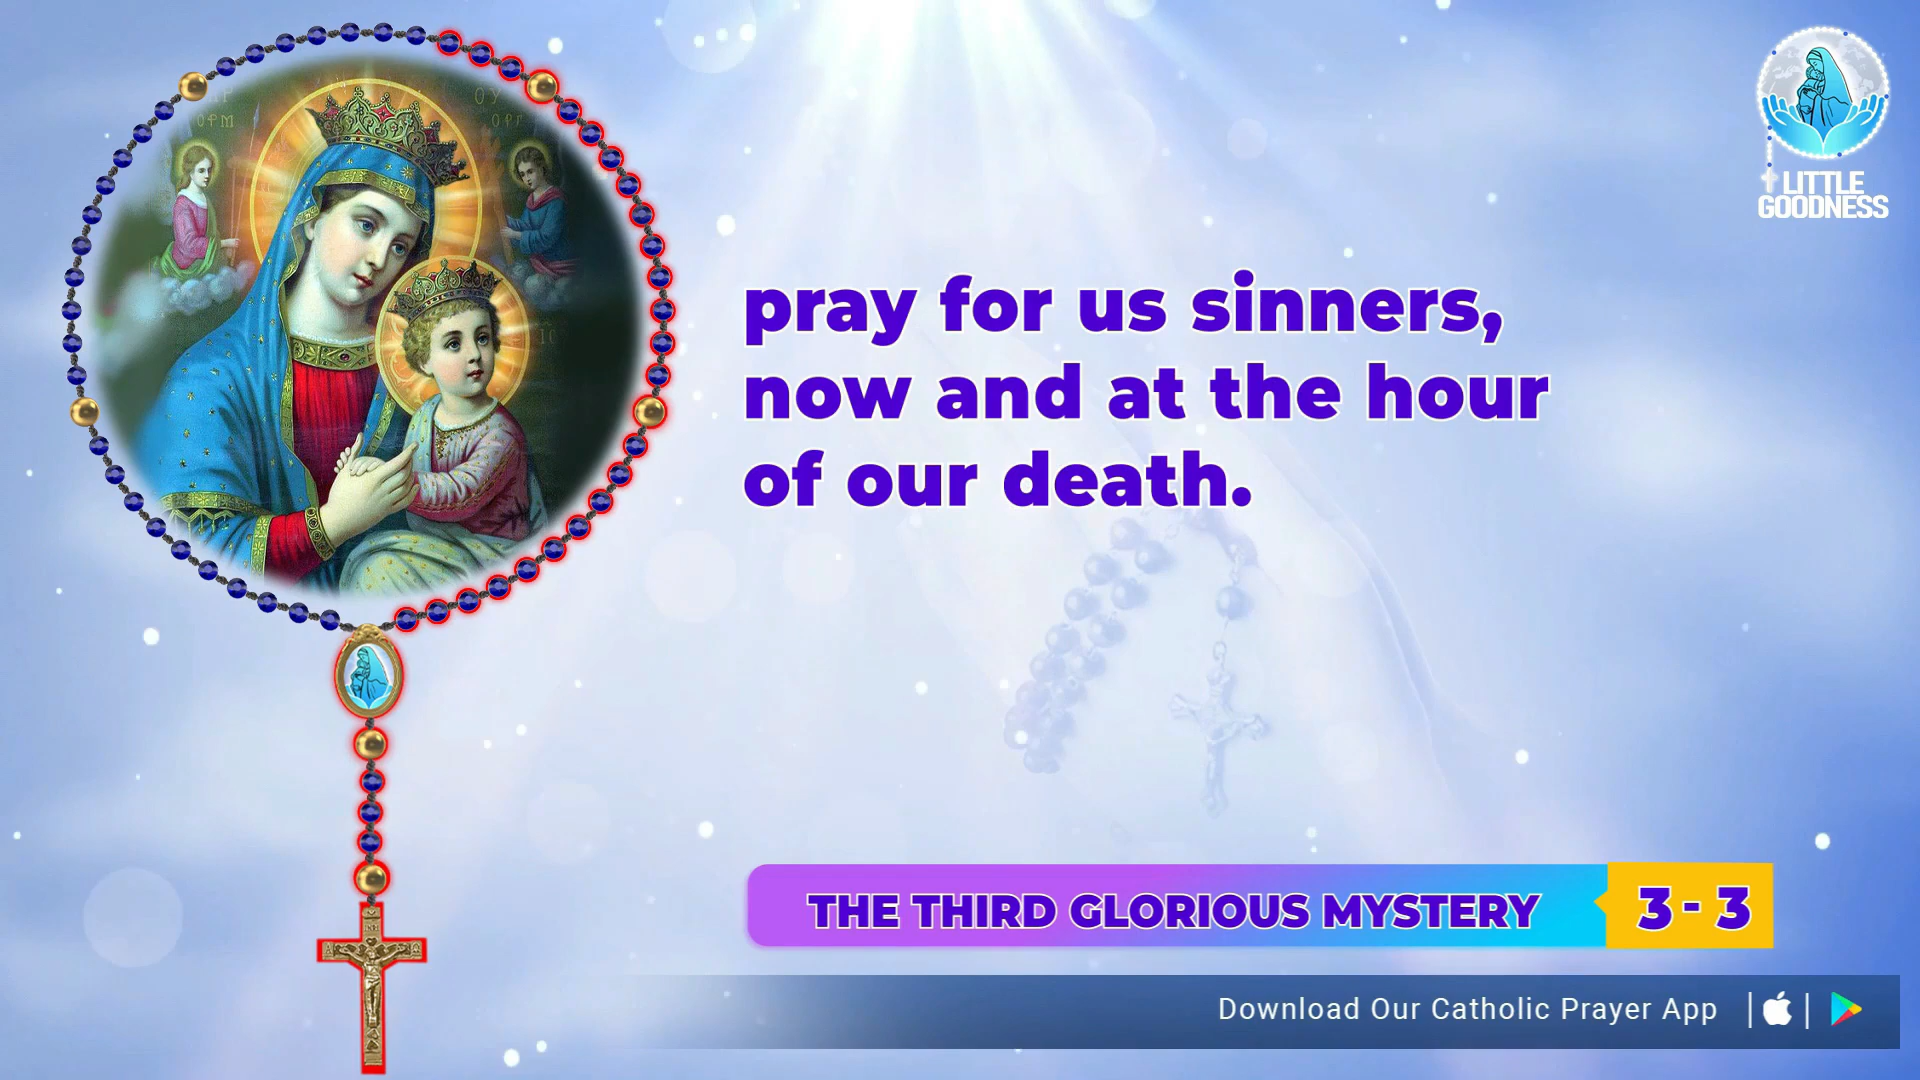 LITTLE
GOODNESS
pray for us sinners,
now and at the hour
of our death.
THE THIRD GLORIOUS MYSTERY
3 - 3
Download Our Catholic Prayer App